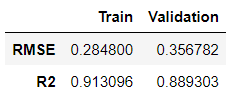 Train Validation
RMSE 0.284800 0.356782
R2 0.913096 0.889303